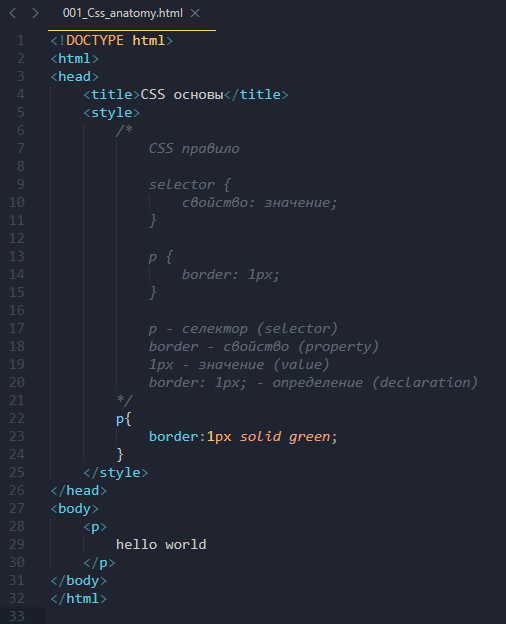 001_Css_anatomy.html
1 <!DOCTYPE html>
2 <html>
3 <head>
4 <title>CSS основы</title>
5 <style>
6 /*
7 CSS правило
8
9 selector {
10 свойство: значение;
11 }
12
13 p {
14 border: 1px;
15 }
16
17 p - селектор (selector)
18 border - свойство (property)
19 1px - значение (value)
20 border: 1px; - определение (declaration)
21 */
22 p{
23 border:1px solid green;
24 }
25 </style>
26 </head>
27 <body>
28 <p>
29 hello world
30 </p>
31 </body>
32 </html>
33